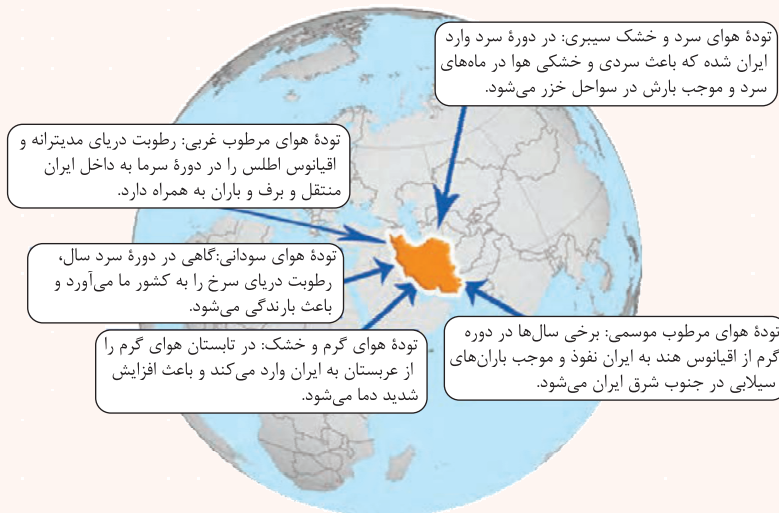 تودهٔ هوای سرد و خشک سیبری: در دورهٔ سرد وارد
ایران شده که باعث سردی و خشکی هوا در ماه‌های
سرد و موجب بارش در سواحل خزر می‌شود.
تودهٔ هوای مرطوب غربی: رطوبت دریای مدیترانه و
اقیانوس اطلس را در دورهٔ سرما به داخل ایران
منتقل و برف و باران به همراه دارد.
تودهٔ هوای سودانی:گاهی در دورهٔ سرد سال،
رطوبت دریای سرخ را به کشور ما می‌آورد و
باعث بارندگی می‌شود.
تودهٔ هوای مرطوب موسمی: برخی سال‌ها در دوره
گرم از اقیانوس هند به ایران نفوذ و موجب باران‌های
سیلابی در جنوب شرق ایران می‌شود.
تودهٔ هوای گرم و خشک: در تابستان هوای گرم را
از عربستان به ایران وارد می‌کند و باعث افزایش
شدید دما می‌شود.